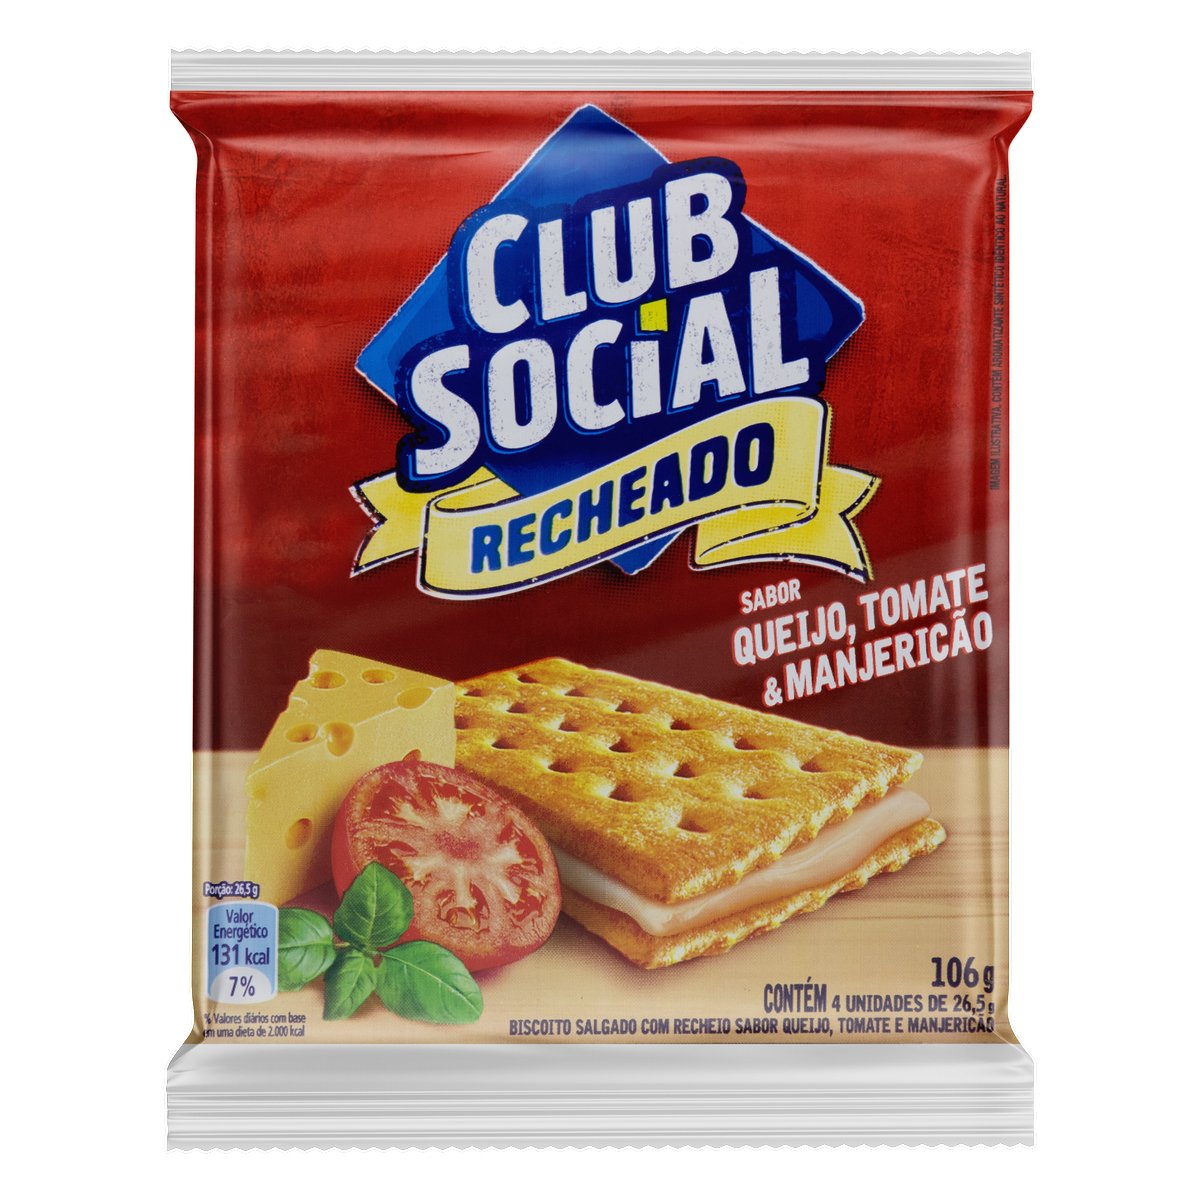 CLUB
SOCiAL
RECHEADO
SABOR
QUEIJO, TOMATE
& MANJERICÃO
IMAGEM ILUSTRATIVA. CONTÉM AROMATIZANTE SINTÉTICO IDÊNTICO AO NATURAL.
Porção: 26,5 g
Valor
Energético
131 kcal
7%
% Valores diários com base
em uma dieta de 2.000 kcal
106 g
CONTÉM 4 UNIDADES DE 26,5 g
BISCOITO SALGADO COM RECHEIO SABOR QUEIJO, TOMATE E MANJERICÃO